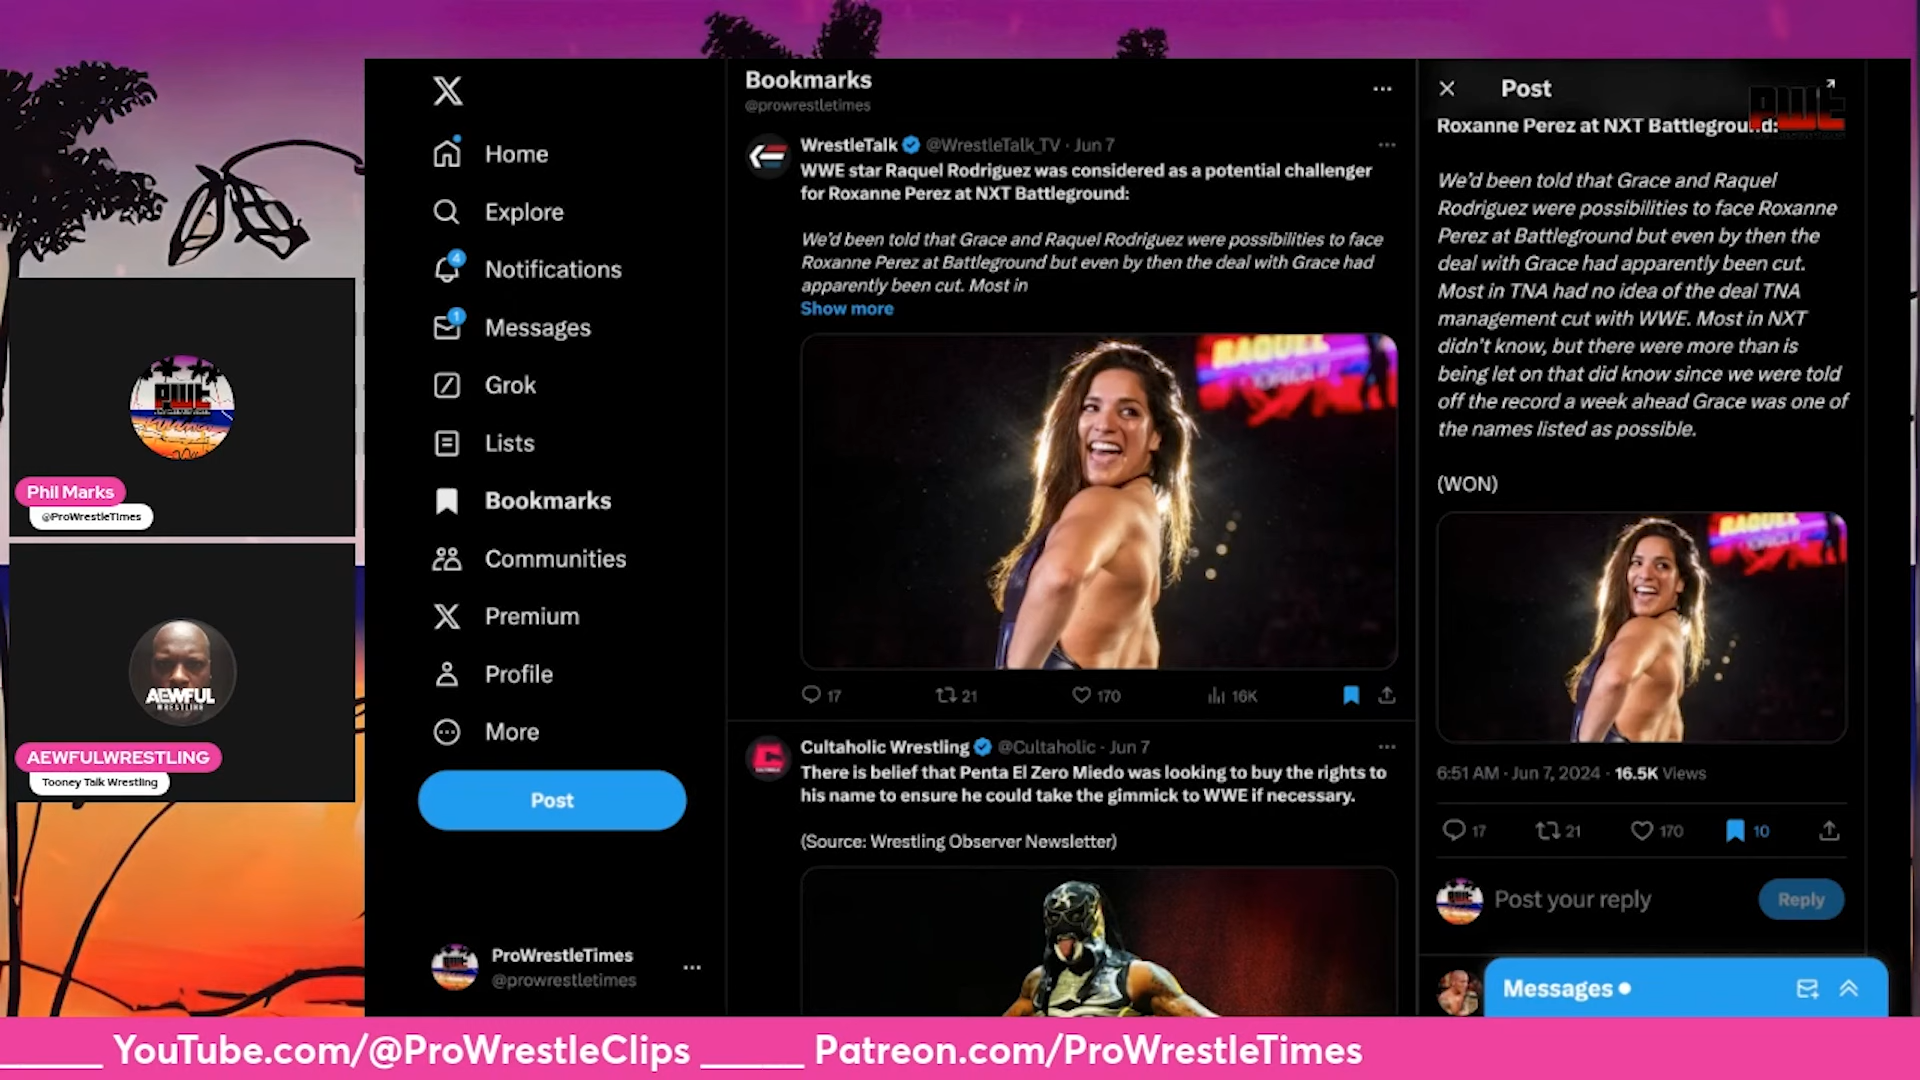 Phil Marks
@ProWrestleTimes
AEWFUL
WRESTLING
AEWFULWRESTLING
Tooney Talk Wrestling
Home
Explore
4
Notifications
1
Messages
Grok
Lists
Bookmarks
Communities
Premium
Profile
More
Post
ProWrestleTimes
@prowrestletimes
Bookmarks
@prowrestletimes
WrestleTalk @WrestleTalk_TV · Jun 7
WWE star Raquel Rodriguez was considered as a potential challenger
for Roxanne Perez at NXT Battleground:
We'd been told that Grace and Raquel Rodriguez were possibilities to face
Roxanne Perez at Battleground but even by then the deal with Grace had
apparently been cut. Most in
Show more
RAQUEL
17 21 170 16K
Cultaholic Wrestling @Cultaholic · Jun 7
There is belief that Penta El Zero Miedo was looking to buy the rights to
his name to ensure he could take the gimmick to WWE if necessary.
(Source: Wrestling Observer Newsletter)
Post
PWT
Roxanne Perez at NXT Battleground:
We'd been told that Grace and Raquel
Rodriguez were possibilities to face Roxanne
Perez at Battleground but even by then the
deal with Grace had apparently been cut.
Most in TNA had no idea of the deal TNA
management cut with WWE. Most in NXT
didn't know, but there were more than is
being let on that did know since we were told
off the record a week ahead Grace was one of
the names listed as possible.
(WON)
RAQUEL
6:51 AM · Jun 7, 2024 · 16.5K Views
17 21 170 10
Post your reply
Reply
Messages
_____ YouTube.com/@ProWrestleClips _____ Patreon.com/ProWrestleTimes